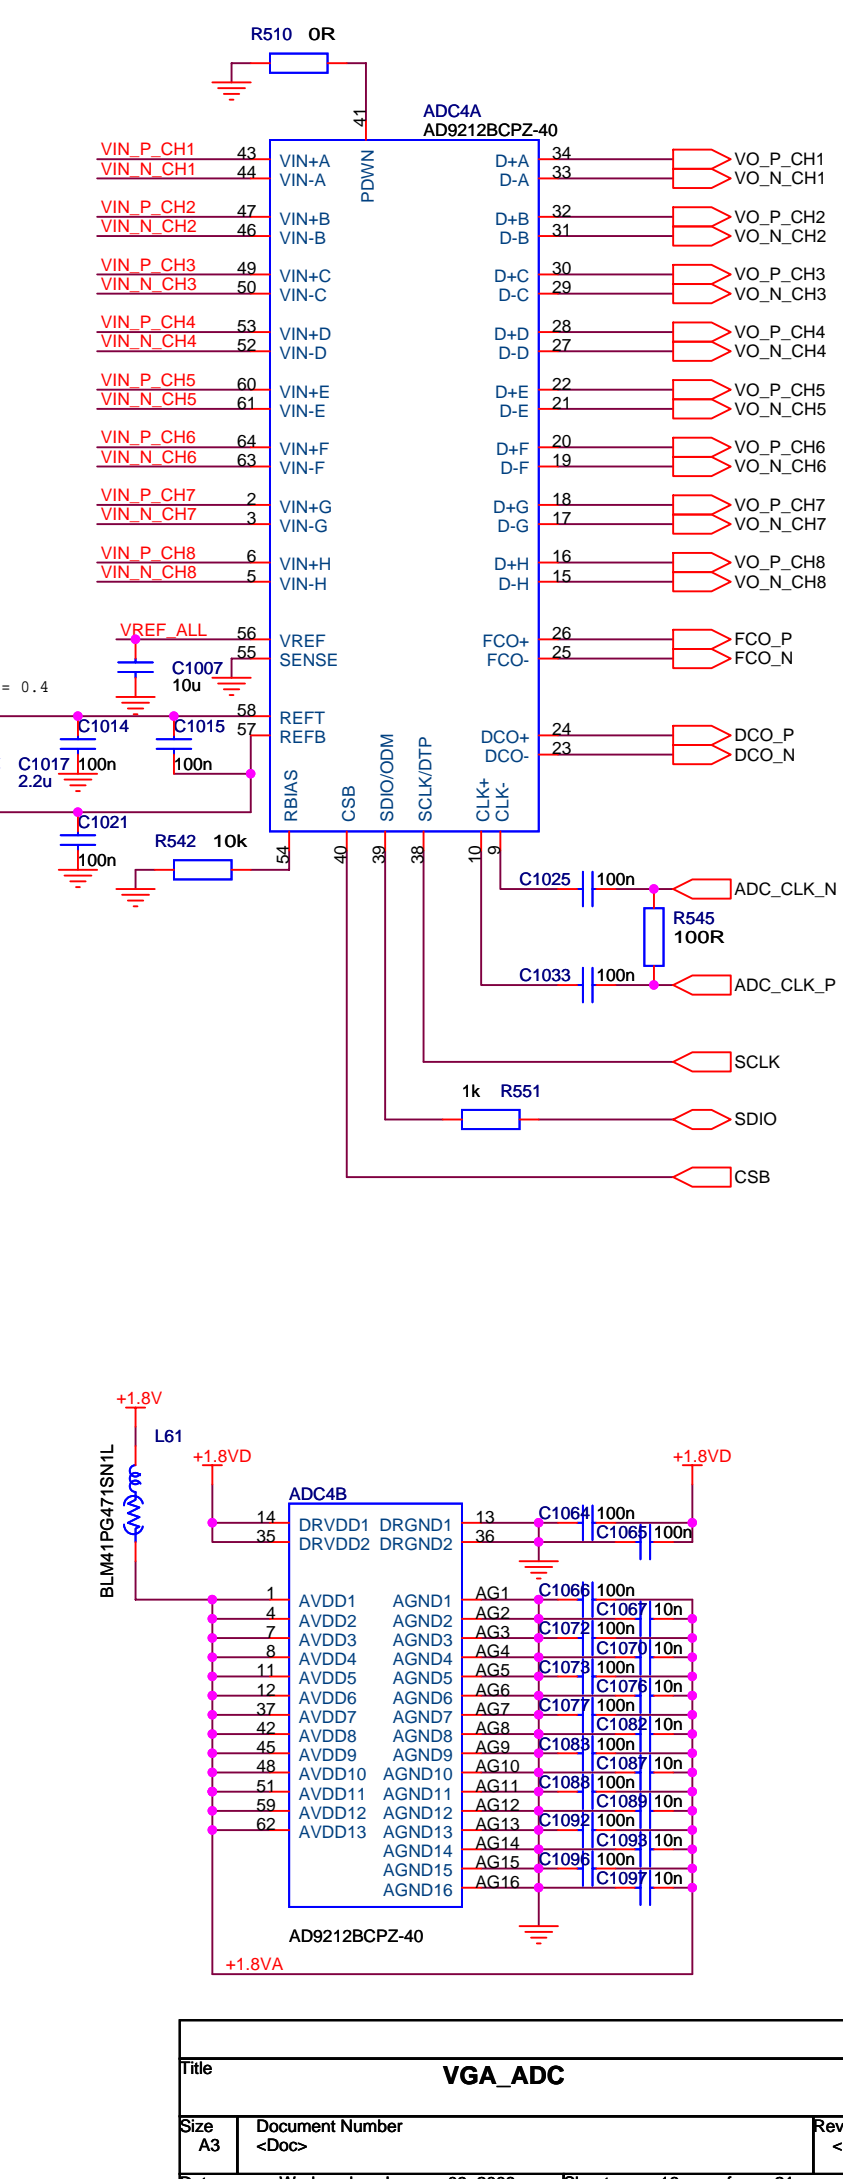 R510 0R
41
ADC4A
AD9212BCPZ-40
PDWN
VIN_P_CH1 43 VIN+A D+A 34 VO_P_CH1
VIN_N_CH1 44 VIN-A D-A 33 VO_N_CH1
VIN_P_CH2 47 VIN+B D+B 32 VO_P_CH2
VIN_N_CH2 46 VIN-B D-B 31 VO_N_CH2
VIN_P_CH3 49 VIN+C D+C 30 VO_P_CH3
VIN_N_CH3 50 VIN-C D-C 29 VO_N_CH3
VIN_P_CH4 53 VIN+D D+D 28 VO_P_CH4
VIN_N_CH4 52 VIN-D D-D 27 VO_N_CH4
VIN_P_CH5 60 VIN+E D+E 22 VO_P_CH5
VIN_N_CH5 61 VIN-E D-E 21 VO_N_CH5
VIN_P_CH6 64 VIN+F D+F 20 VO_P_CH6
VIN_N_CH6 63 VIN-F D-F 19 VO_N_CH6
VIN_P_CH7 2 VIN+G D+G 18 VO_P_CH7
VIN_N_CH7 3 VIN-G D-G 17 VO_N_CH7
VIN_P_CH8 6 VIN+H D+H 16 VO_P_CH8
VIN_N_CH8 5 VIN-H D-H 15 VO_N_CH8
VREF_ALL 56 VREF FCO+ 26 FCO_P
55 SENSE FCO- 25 FCO_N
C1007
10u
= 0.4
58 REFT
57 REFB
C1014 C1015
DCO+ 24 DCO_P
DCO- 23 DCO_N
C1017 100n 100n
2.2u
RBIAS CSB SDIO/ODM SCLK/DTP CLK+ CLK-
C1021
100n
R542 10k
54 40 39 38 10 9
C1025 100n ADC_CLK_N
R545
100R
C1033 100n ADC_CLK_P
SCLK
1k R551
SDIO
CSB
+1.8V
L61
BLM41PG471SN1L
+1.8VD +1.8VD
ADC4B
14 DRVDD1 DRGND1 13 C1064 100n
35 DRVDD2 DRGND2 36 C1065 100n
1 AVDD1 AGND1 AG1 C1066 100n
4 AVDD2 AGND2 AG2 C1067 10n
7 AVDD3 AGND3 AG3 C1072 100n
8 AVDD4 AGND4 AG4 C1070 10n
11 AVDD5 AGND5 AG5 C1073 100n
12 AVDD6 AGND6 AG6 C1076 10n
37 AVDD7 AGND7 AG7 C1077 100n
42 AVDD8 AGND8 AG8 C1082 10n
45 AVDD9 AGND9 AG9 C1083 100n
48 AVDD10 AGND10 AG10 C1087 10n
51 AVDD11 AGND11 AG11 C1088 100n
59 AVDD12 AGND12 AG12 C1089 10n
62 AVDD13 AGND13 AG13 C1092 100n
AGND14 AG14 C1093 10n
AGND15 AG15 C1096 100n
AGND16 AG16 C1097 10n
AD9212BCPZ-40
+1.8VA
Title
VGA_ADC
Size Document Number Rev
A3 <Doc> <